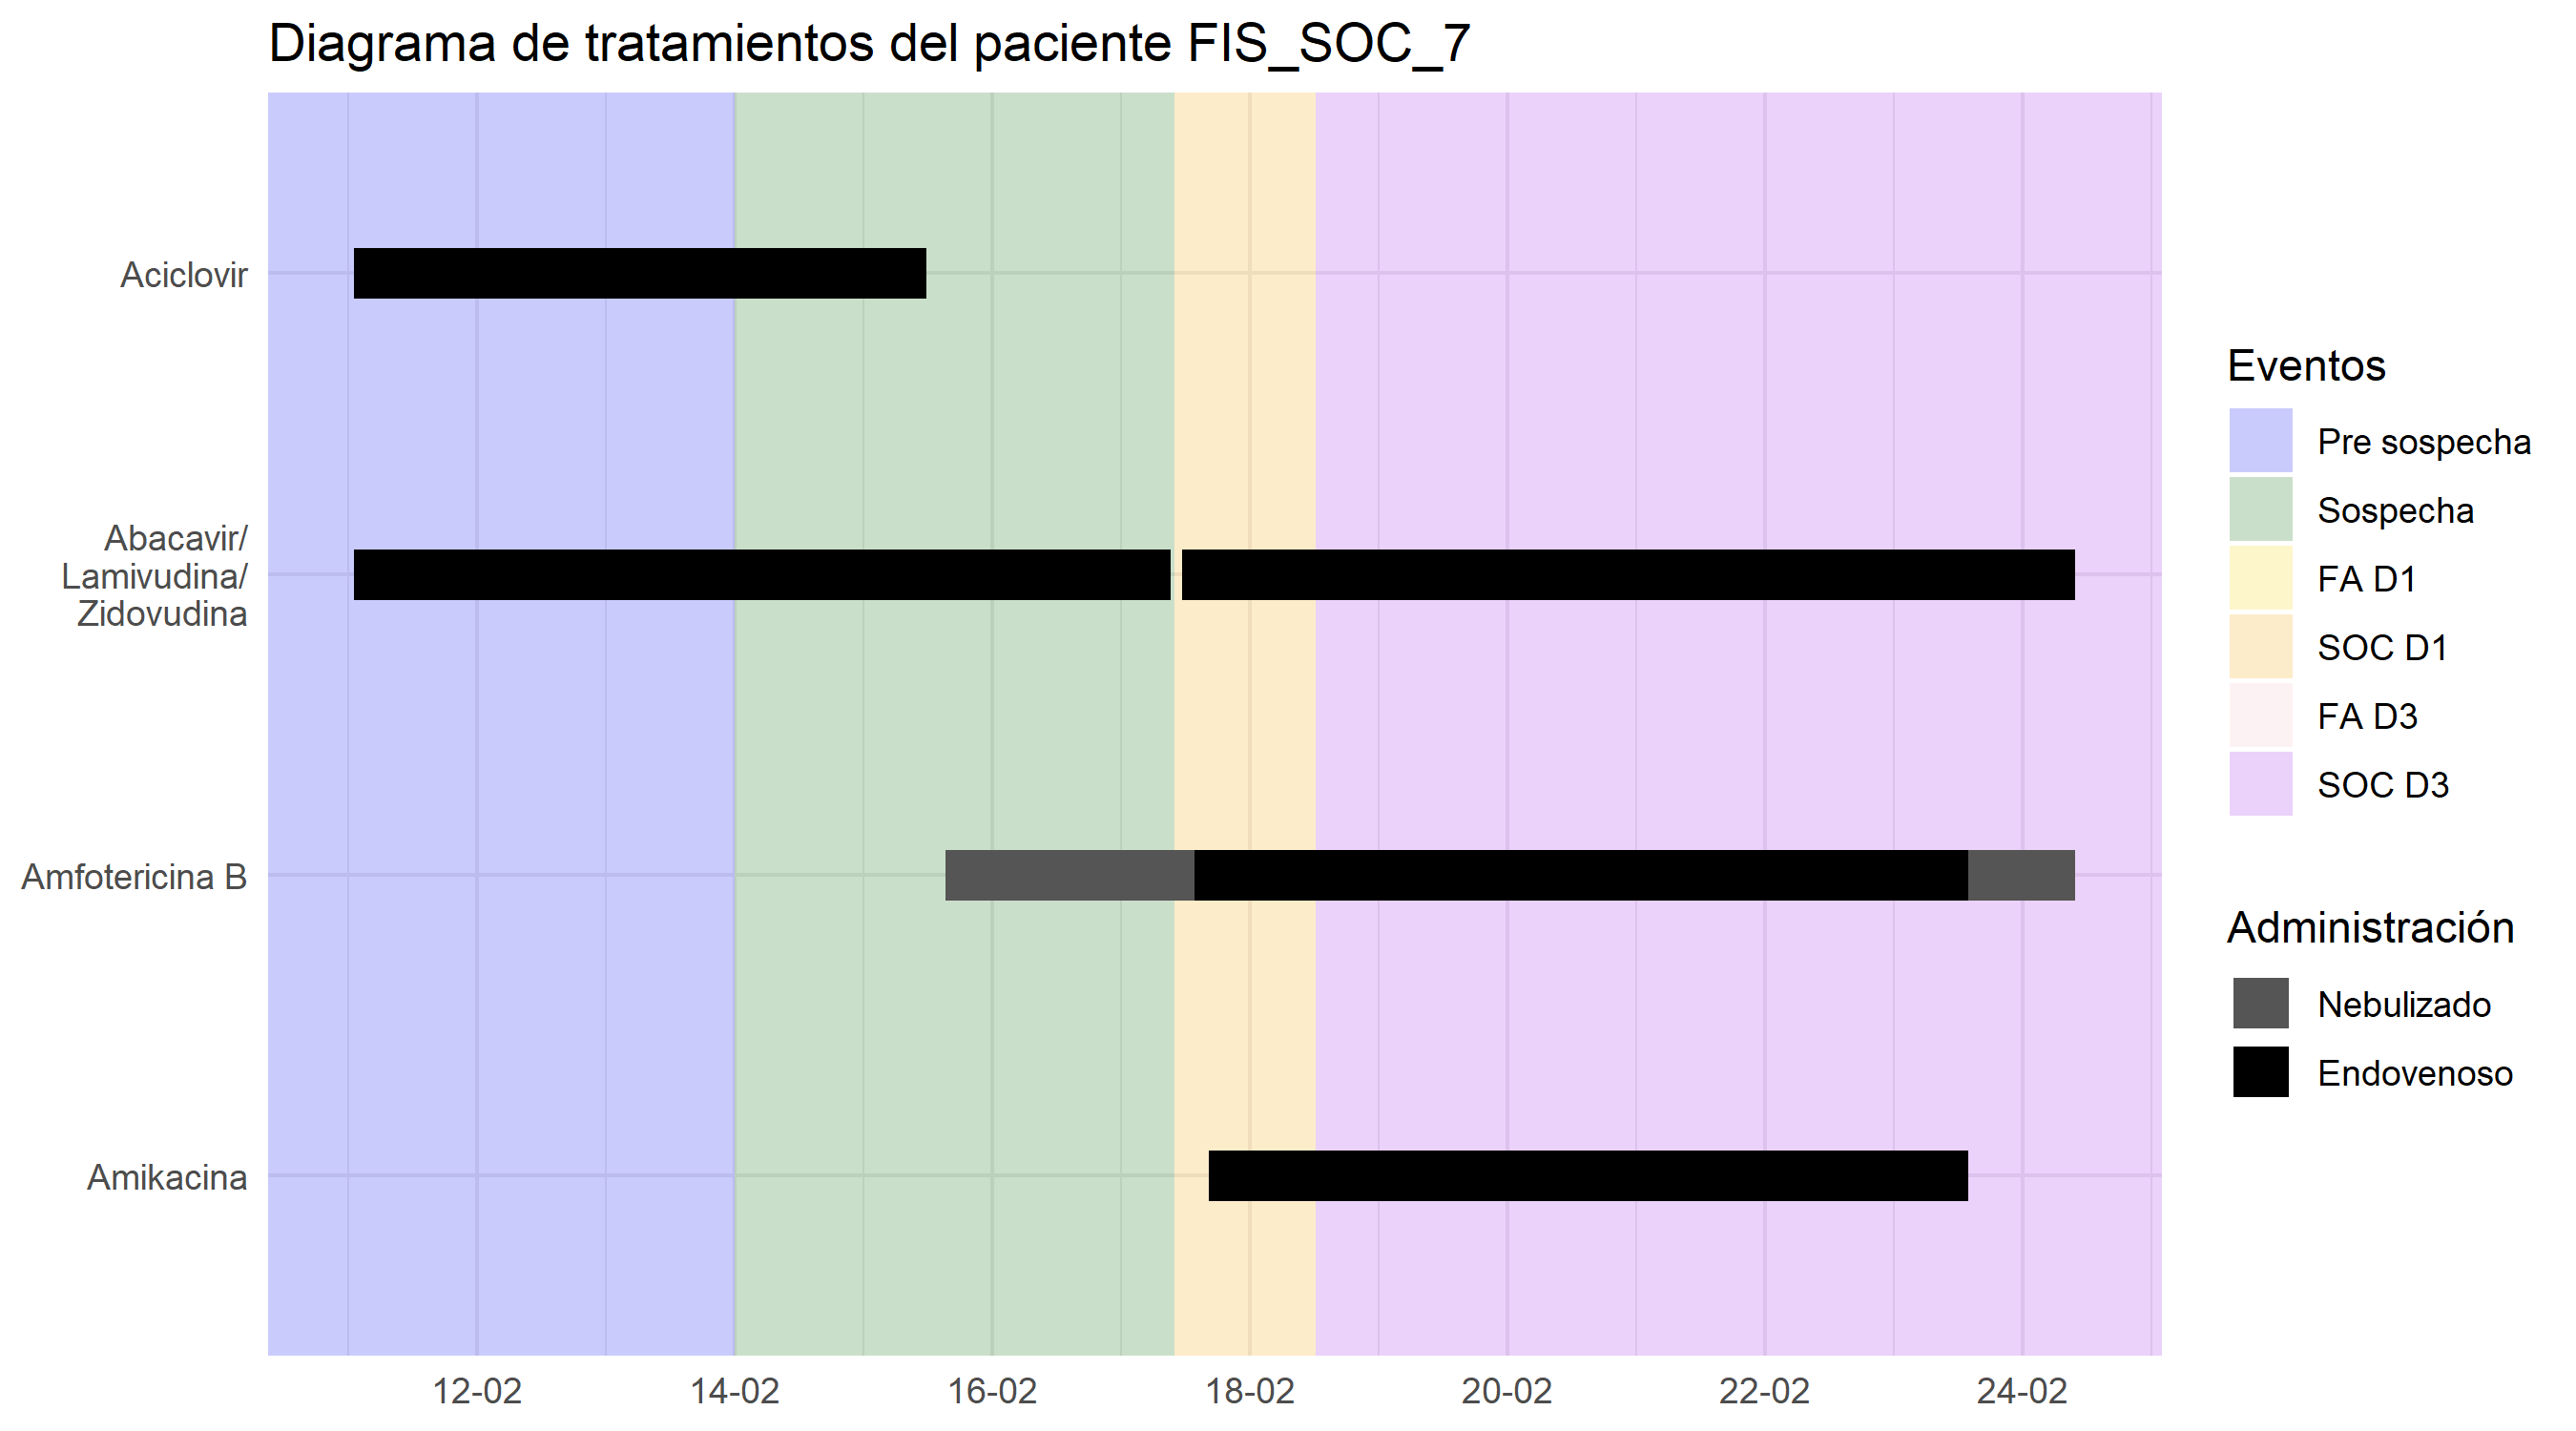 Diagrama de tratamientos del paciente FIS_SOC_7
Aciclovir
Abacavir/
Lamivudina/
Zidovudina
Amfotericina B
Amikacina
12-02
14-02
16-02
18-02
20-02
22-02
24-02
Eventos
Pre sospecha
Sospecha
FA D1
SOC D1
FA D3
SOC D3
Administración
Nebulizado
Endovenoso